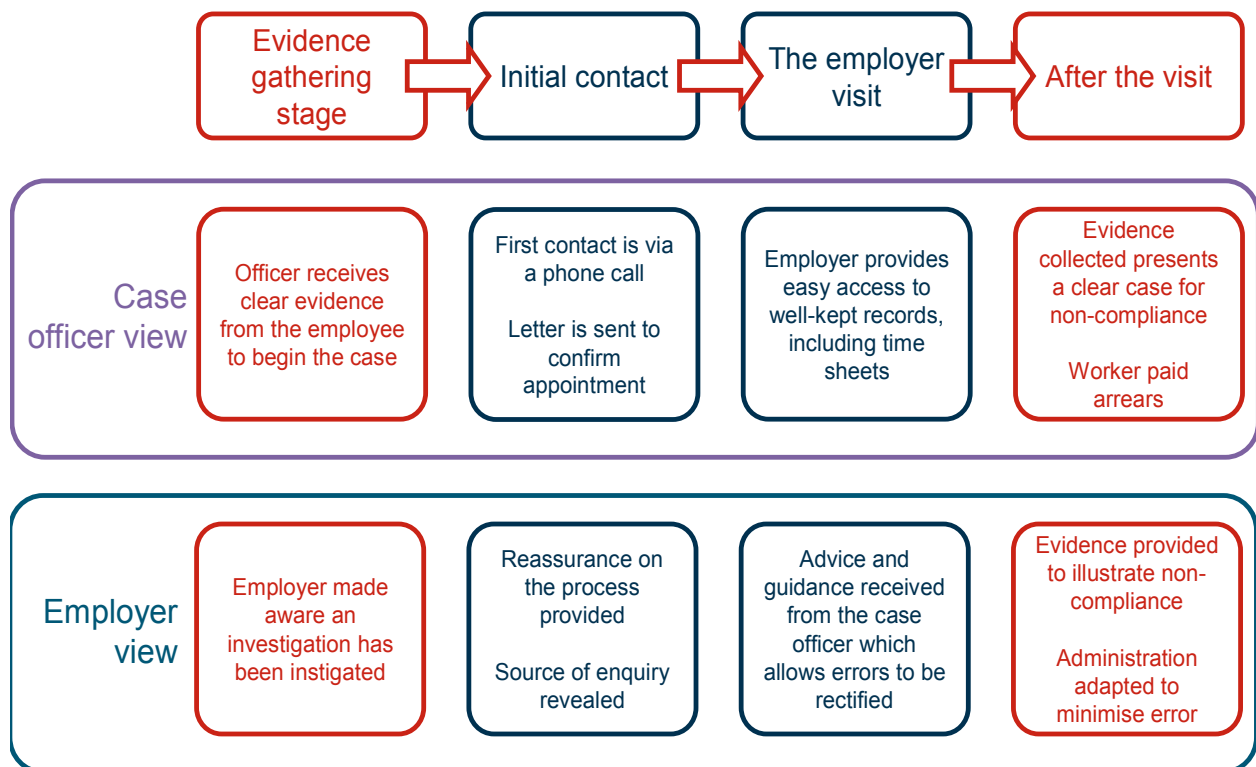 Evidence
gathering
stage
Initial contact
The employer
visit
After the visit
Case
officer view
Officer receives
clear evidence
from the employee
to begin the case
First contact is via
a phone call
Letter is sent to
confirm
appointment
Employer provides
easy access to
well-kept records,
including time
sheets
Evidence
collected presents
a clear case for
non-compliance
Worker paid
arrears
Employer
view
Employer made
aware an
investigation has
been instigated
Reassurance on
the process
provided
Source of enquiry
revealed
Advice and
guidance received
from the case
officer which
allows errors to be
rectified
Evidence provided
to illustrate non-
compliance
Administration
adapted to
minimise error